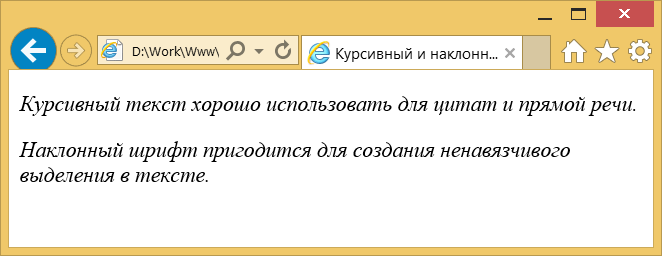 D:\Work\Www\
Курсивный и наклонн...
Курсивный текст хорошо использовать для цитат и прямой речи.
Наклонный шрифт пригодится для создания ненавязчивого
выделения в тексте.